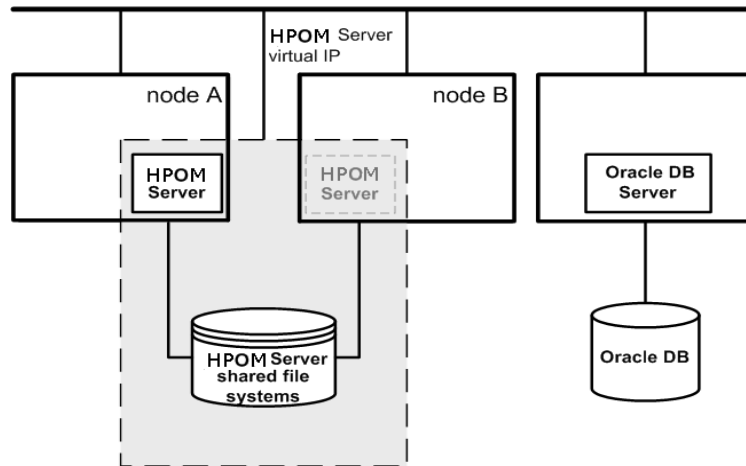 HPOM Server
virtual IP
node A
node B
HPOM
Server
HPOM
Server
Oracle DB
Server
HPOM Server
shared file
systems
Oracle DB